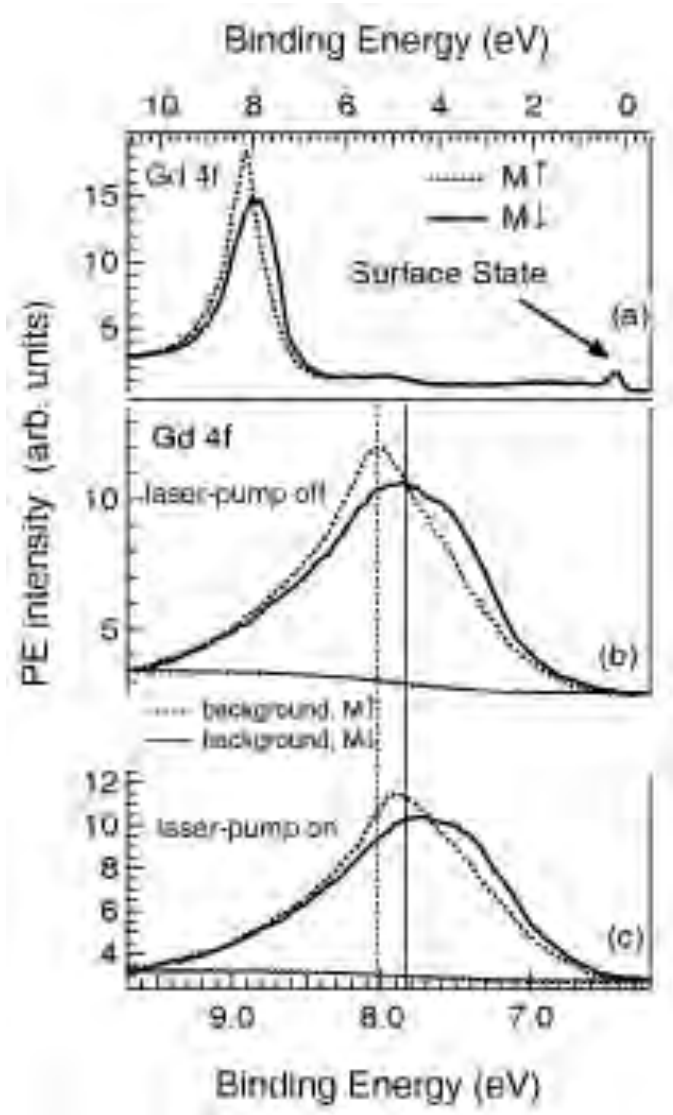 Binding Energy (eV)
10 8 6 4 2 0
Gd 4f
M↑
M↓
15
10
5
Surface State
(a)
PE intensity (arb. units)
Gd 4f
laser-pump off
10
5
(b)
background, M↑
background, M↓
12
10
8
6
4
laser-pump on
(c)
9.0 8.0 7.0
Binding Energy (eV)